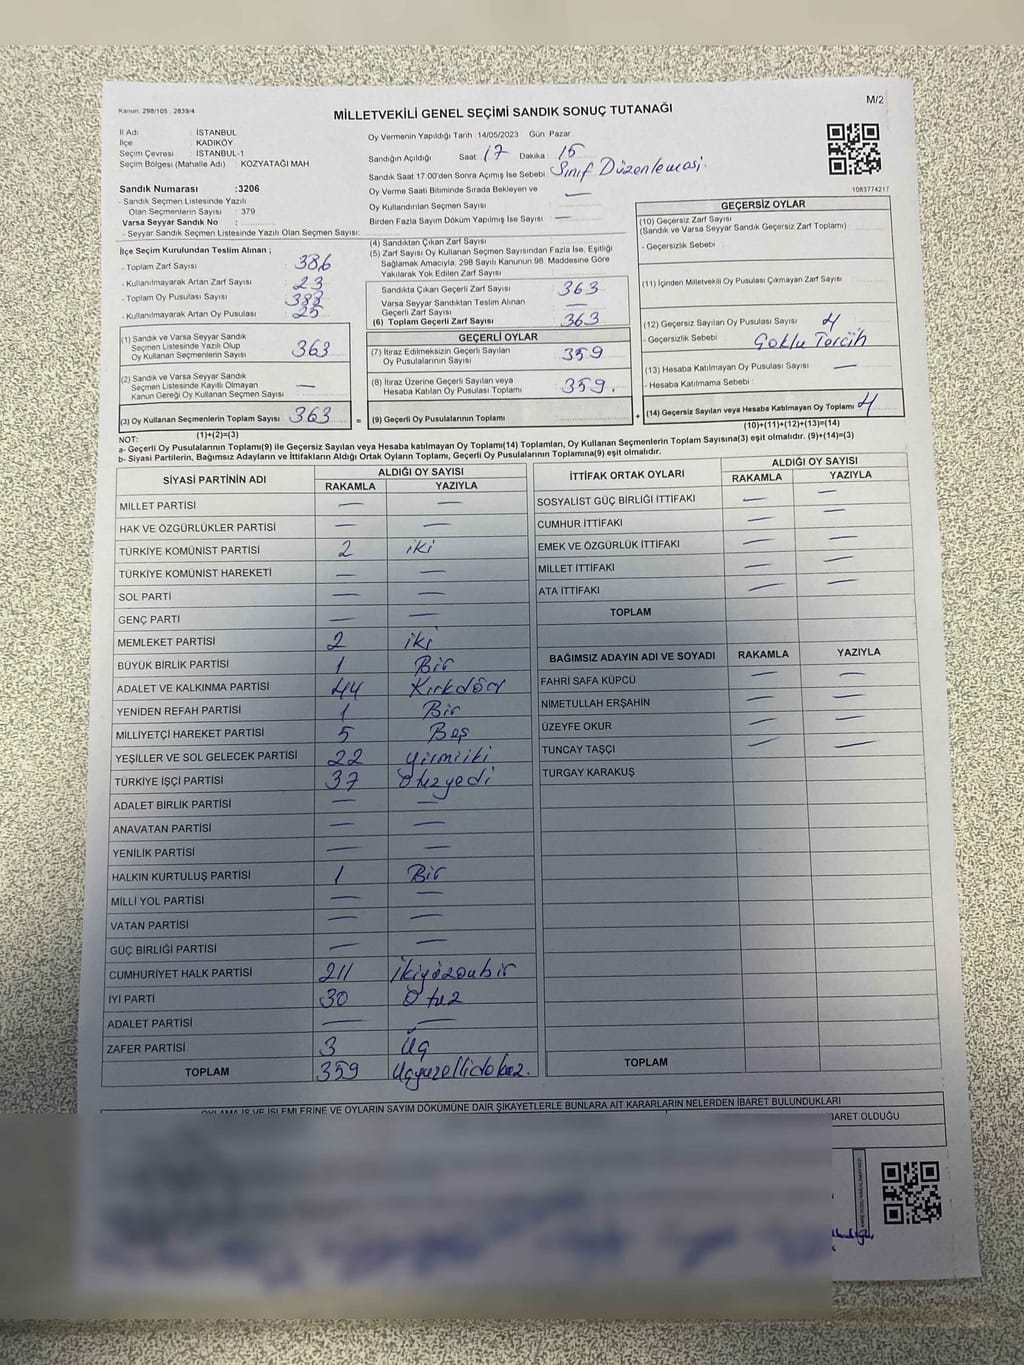 M/2
Kanun: 298/105 , 2839/4
MİLLETVEKİLİ GENEL SEÇİMİ SANDIK SONUÇ TUTANAĞI
İl Adı : İSTANBUL
İlçe : KADIKÖY
Seçim Çevresi : İSTANBUL-1
Seçim Bölgesi (Mahalle Adı) KOZYATAĞI MAH
Sandık Numarası :3206
- Sandık Seçmen Listesinde Yazılı
Olan Seçmenlerin Sayısı : 379
Varsa Seyyar Sandık No :
- Seyyar Sandık Seçmen Listesinde Yazılı Olan Seçmen Sayısı:
Oy Vermenin Yapıldığı Tarih :14/05/2023 Gün: Pazar
Sandığın Açıldığı Saat: 17 Dakika: 15
Sandık Saat 17:00'den Sonra Açımış İse Sebebi: Sınıf Düzenlemesi.
Oy Verme Saati Bitiminde Sırada Bekleyen ve
Oy Kullandırılan Seçmen Sayısı : —
Birden Fazla Sayım Döküm Yapılmış İse Sayısı : —
1083774217
İlçe Seçim Kurulundan Teslim Alınan ;
- Toplam Zarf Sayısı : 386
- Kullanılmayarak Artan Zarf Sayısı : 23
- Toplam Oy Pusulası Sayısı : 388
- Kullanılmayarak Artan Oy Pusulası : 25
(1) Sandık ve Varsa Seyyar Sandık
Seçmen Listesinde Yazılı Olup
Oy Kullanan Seçmenlerin Sayısı 363
(2) Sandık ve Varsa Seyyar Sandık
Seçmen Listesinde Kayıtlı Olmayan
Kanun Gereği Oy Kullanan Seçmen Sayısı —
(3) Oy Kullanan Seçmenlerin Toplam Sayısı 363
(1)+(2)=(3)
(4) Sandıktan Çıkan Zarf Sayısı :
(5) Zarf Sayısı Oy Kullanan Seçmen Sayısından Fazla İse, Eşitliği
Sağlamak Amacıyla, 298 Sayılı Kanunun 98. Maddesine Göre
Yakılarak Yok Edilen Zarf Sayısı :
Sandıkta Çıkan Geçerli Zarf Sayısı : 363
Varsa Seyyar Sandıktan Teslim Alınan
Geçerli Zarf Sayısı : —
(6) Toplam Geçerli Zarf Sayısı : 363
GEÇERLİ OYLAR
(7) İtiraz Edilmeksizin Geçerli Sayılan
Oy Pusulalarının Sayısı : 359
(8) İtiraz Üzerine Geçerli Sayılan veya
Hesaba Katılan Oy Pusulaları Toplamı : 359.
= (9) Geçerli Oy Pusulalarının Toplamı
GEÇERSİZ OYLAR
(10) Geçersiz Zarf Sayısı
(Sandık ve Varsa Seyyar Sandık Geçersiz Zarf Toplamı)
- Geçersizlik Sebebi :
(11) İçinden Milletvekili Oy Pusulası Çıkmayan Zarf Sayısı
(12) Geçersiz Sayılan Oy Pusulası Sayısı : 4
- Geçersizlik Sebebi : Çoklu Tercih
(13) Hesaba Katılmayan Oy Pusulası Sayısı : —
- Hesaba Katılmama Sebebi :
+ (14) Geçersiz Sayılan veya Hesaba Katılmayan Oy Toplamı 4
(10)+(11)+(12)+(13)=(14)
NOT:
a- Geçerli Oy Pusulalarının Toplamı(9) ile Geçersiz Sayılan veya Hesaba katılmayan Oy Toplamı(14) Toplamları, Oy Kullanan Seçmenlerin Toplam Sayısına(3) eşit olmalıdır. (9)+(14)=(3)
b- Siyasi Partilerin, Bağımsız Adayların ve İttifakların Aldığı Ortak Oyların Toplamı, Geçerli Oy Pusulalarının Toplamına(9) eşit olmalıdır.
SİYASİ PARTİNİN ADI ALDIĞI OY SAYISI
RAKAMLA YAZIYLA
MİLLET PARTİSİ — —
HAK VE ÖZGÜRLÜKLER PARTİSİ — —
TÜRKİYE KOMÜNİST PARTİSİ 2 iki
TÜRKİYE KOMÜNİST HAREKETİ — —
SOL PARTİ — —
GENÇ PARTİ — —
MEMLEKET PARTİSİ 2 iki
BÜYÜK BİRLİK PARTİSİ 1 Bir
ADALET VE KALKINMA PARTİSİ 44 Kırkdört
YENİDEN REFAH PARTİSİ 1 Bir
MİLLİYETÇİ HAREKET PARTİSİ 5 Beş
YEŞİLLER VE SOL GELECEK PARTİSİ 22 yirmiiki
TÜRKİYE İŞÇİ PARTİSİ 37 Otuzyedi
ADALET BİRLİK PARTİSİ — —
ANAVATAN PARTİSİ — —
YENİLİK PARTİSİ — —
HALKIN KURTULUŞ PARTİSİ 1 Bir
MİLLİ YOL PARTİSİ — —
VATAN PARTİSİ — —
GÜÇ BİRLİĞİ PARTİSİ — —
CUMHURİYET HALK PARTİSİ 211 ikiyüzonbir
İYİ PARTİ 30 Otuz
ADALET PARTİSİ — —
ZAFER PARTİSİ 3 Üç
TOPLAM 359 Üçyüzellidokuz.
İTTİFAK ORTAK OYLARI ALDIĞI OY SAYISI
RAKAMLA YAZIYLA
SOSYALİST GÜÇ BİRLİĞİ İTTİFAKI — —
CUMHUR İTTİFAKI — —
EMEK VE ÖZGÜRLÜK İTTİFAKI — —
MİLLET İTTİFAKI — —
ATA İTTİFAKI — —
TOPLAM
BAĞIMSIZ ADAYIN ADI VE SOYADI RAKAMLA YAZIYLA
FAHRİ SAFA KÜPCÜ — —
NİMETULLAH ERŞAHİN — —
ÜZEYFE OKUR — —
TUNCAY TAŞÇI — —
TURGAY KARAKUŞ
TOPLAM
OYLAMA İŞ VE İŞLEMLERİNE VE OYLARIN SAYIM DÖKÜMÜNE DAİR ŞİKAYETLERLE BUNLARA AİT KARARLARIN NELERDEN İBARET BULUNDUKLARI
İBARET OLDUĞU